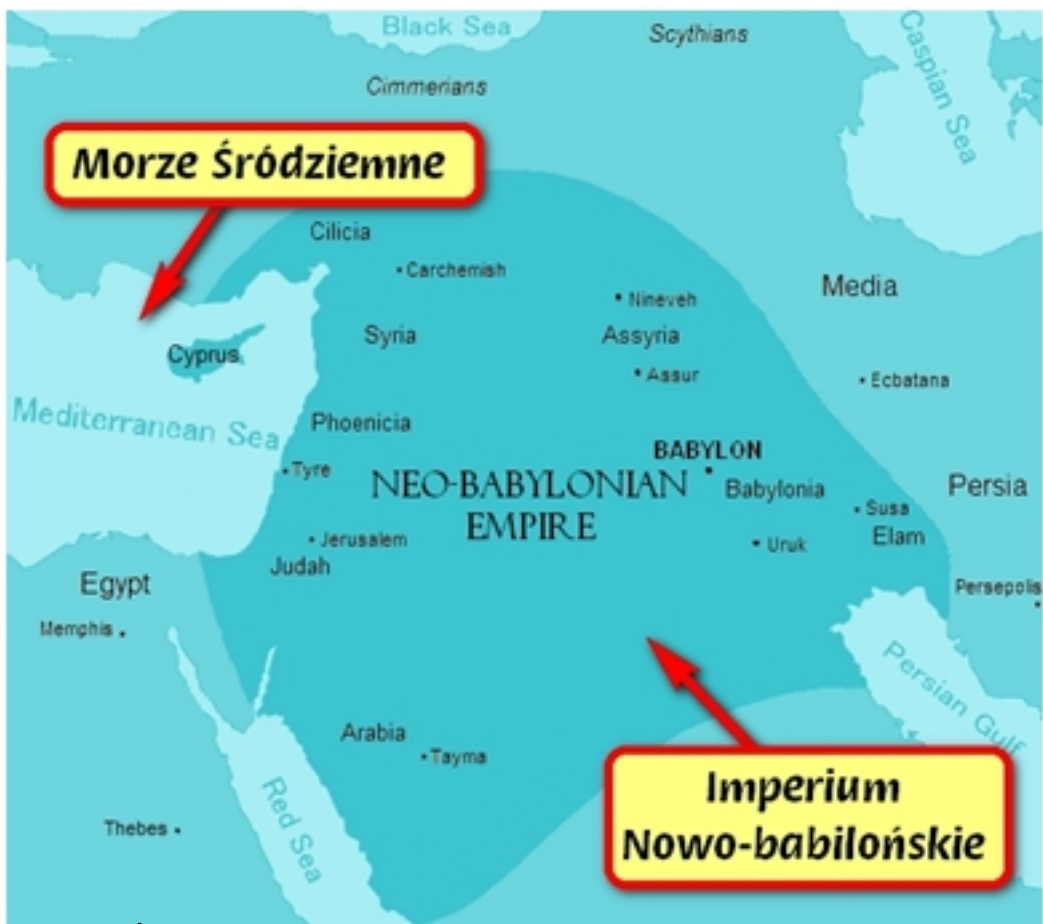 Black Sea
Scythians
Caspian Sea
Cimmerians
Morze Śródziemne
Cilicia
Carchemish
Media
Nineveh
Syria
Assyria
Cyprus
Assur
Ecbatana
Mediterranean Sea
Phoenicia
BABYLON
Tyre
NEO-BABYLONIAN
EMPIRE
Babylonia
Persia
Susa
Elam
Jerusalem
Uruk
Judah
Egypt
Persepolis
Memphis
Persian Gulf
Arabia
Tayma
Imperium
Nowo-babilońskie
Red Sea
Thebes